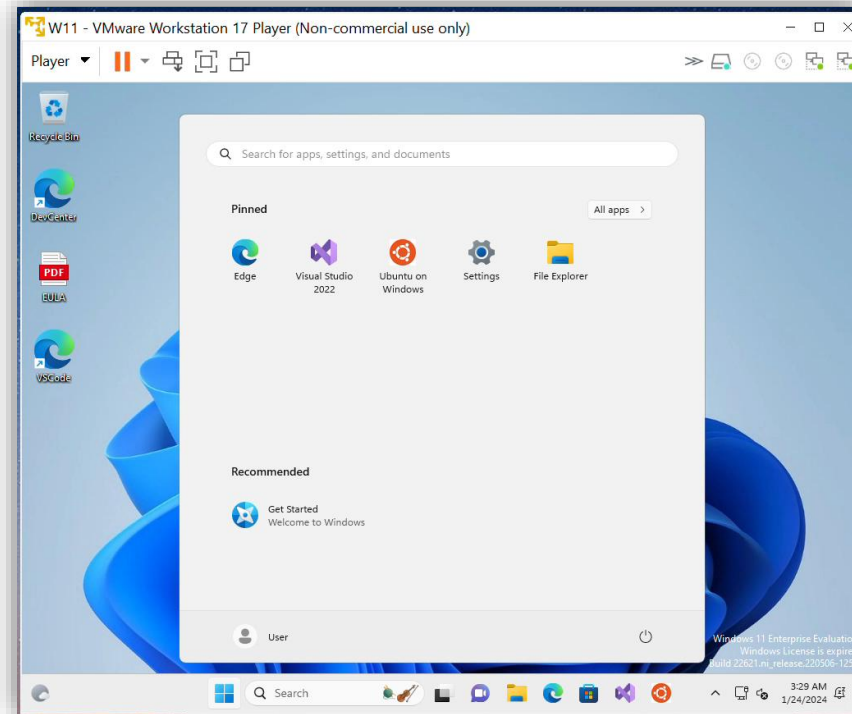 W11 - VMware Workstation 17 Player (Non-commercial use only)
Player
Recycle Bin
DevCenter
PDF
EULA
VSCode
Search for apps, settings, and documents
Pinned
All apps
Edge
Visual Studio
2022
Ubuntu on
Windows
Settings
File Explorer
Recommended
Get Started
Welcome to Windows
User
Windows 11 Enterprise Evaluatio
Windows License is expire
Build 22621.ni_release.220506-125
Search
3:29 AM
1/24/2024